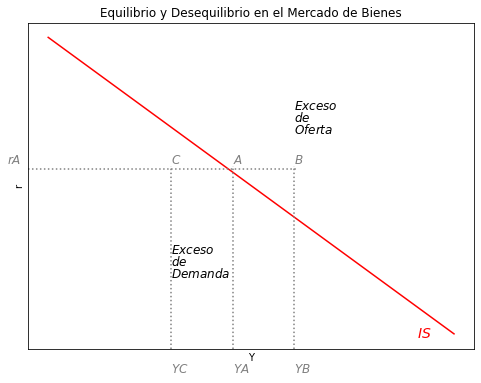 Equilibrio y Desequilibrio en el Mercado de Bienes
Exceso
de
Oferta
rA
C
A
B
r
Exceso
de
Demanda
IS
Y
YC
YA
YB